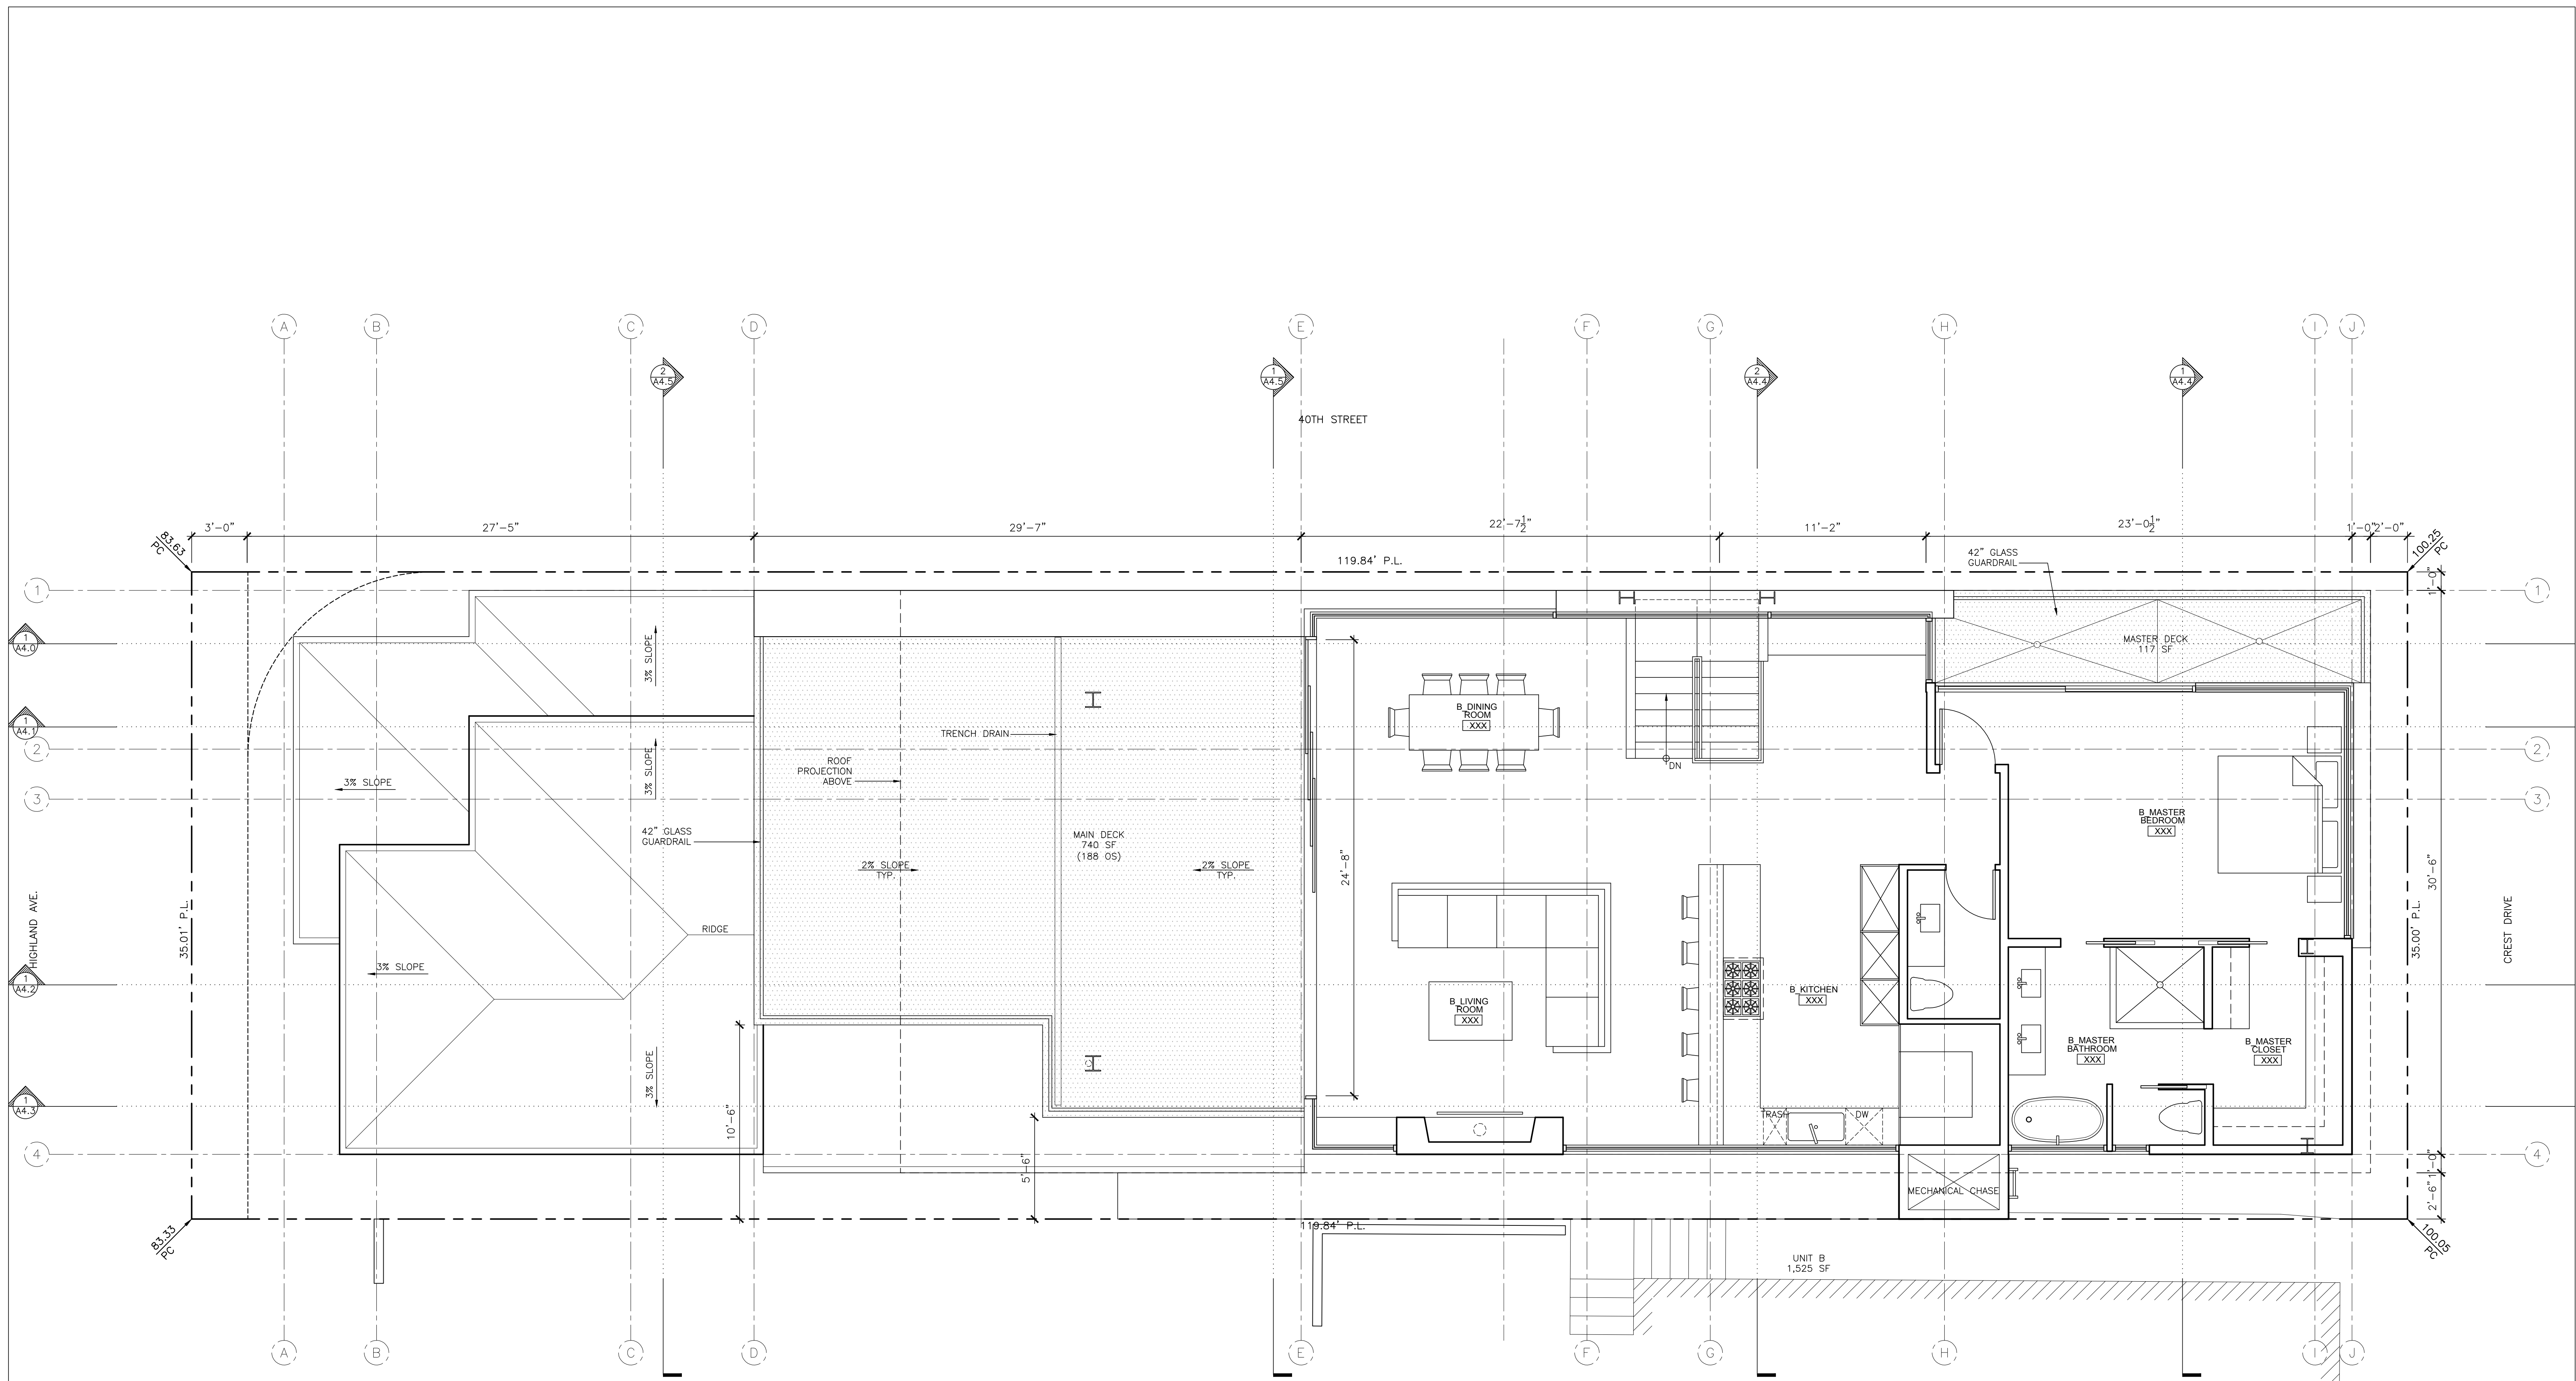 A
B
C
D
E
F
G
H
I
J
2
A4.5
1
A4.5
2
A4.4
1
A4.4
40TH STREET
3'-0"
27'-5"
29'-7"
22'-7½"
11'-2"
23'-0½"
1'-0"
2'-0"
83.63
PC
119.84' P.L.
42" GLASS
GUARDRAIL
100.25
PC
1
1
1'-0"
1
A4.0
3% SLOPE
MASTER DECK
117 SF
B_DINING
ROOM
XXX
1
A4.1
TRENCH DRAIN
2
2
DN
3% SLOPE
ROOF
PROJECTION
ABOVE
3% SLOPE
3
3
B_MASTER
BEDROOM
XXX
42" GLASS
GUARDRAIL
MAIN DECK
740 SF
(188 OS)
2% SLOPE
TYP.
2% SLOPE
TYP.
24'-8"
30'-6"
HIGHLAND AVE.
35.01' P.L.
RIDGE
35.00' P.L.
CREST DRIVE
3% SLOPE
1
A4.2
B_LIVING
ROOM
XXX
B_KITCHEN
XXX
B_MASTER
BATHROOM
XXX
B_MASTER
CLOSET
XXX
3% SLOPE
1
A4.3
10'-6"
TRASH
DW
4
4
5'-6"
1'-0"
2'-6"
MECHANICAL CHASE
119.84' P.L.
83.33
PC
100.05
PC
UNIT B
1,525 SF
A
B
C
D
E
F
G
H
I
J